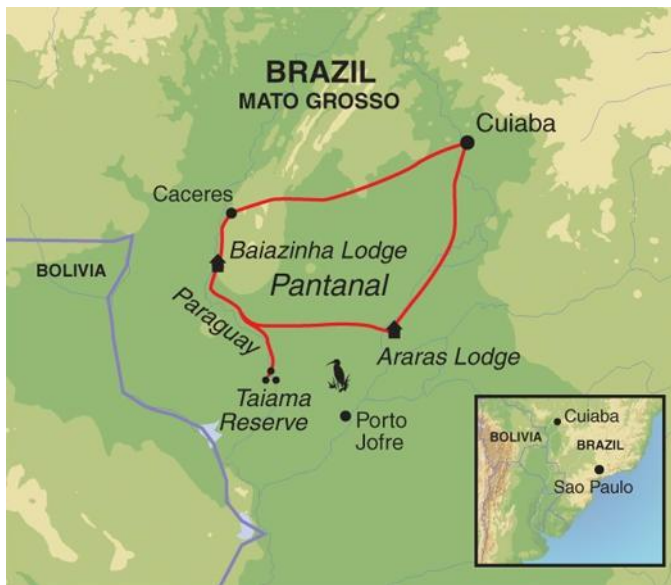 BRAZIL
MATO GROSSO
Cuiaba
Caceres
Baiazinha Lodge
BOLIVIA
Pantanal
Paraguay
Araras Lodge
Taiama
Reserve
Porto
Jofre
Cuiaba
BOLIVIA
BRAZIL
Sao Paulo